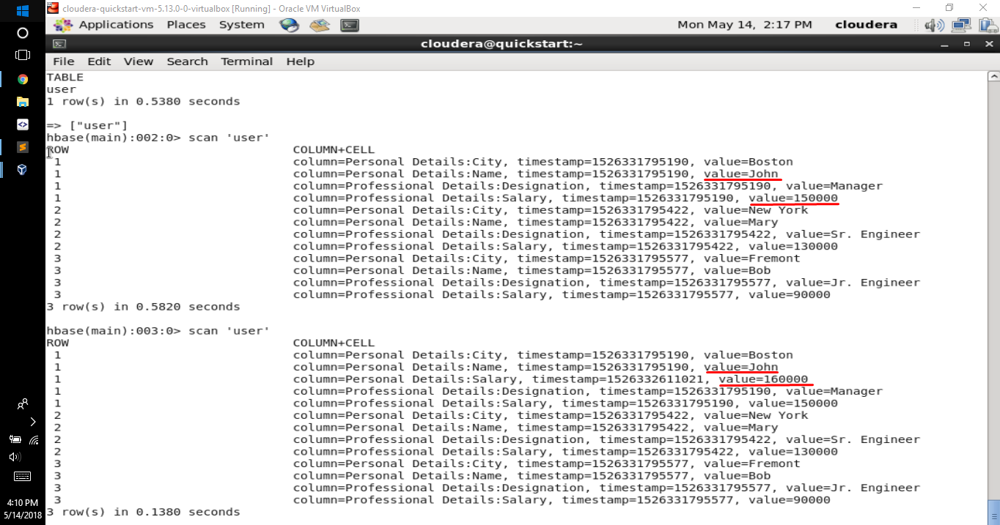 cloudera-quickstart-vm-5.13.0-0-virtualbox [Running] - Oracle VM VirtualBox
Applications Places System Mon May 14, 2:17 PM cloudera
cloudera@quickstart:~
File Edit View Search Terminal Help
TABLE
user
1 row(s) in 0.5380 seconds
=> ["user"]
hbase(main):002:0> scan 'user'
ROW COLUMN+CELL
1 column=Personal Details:City, timestamp=1526331795190, value=Boston
1 column=Personal Details:Name, timestamp=1526331795190, value=John
1 column=Professional Details:Designation, timestamp=1526331795190, value=Manager
1 column=Professional Details:Salary, timestamp=1526331795190, value=150000
2 column=Personal Details:City, timestamp=1526331795422, value=New York
2 column=Personal Details:Name, timestamp=1526331795422, value=Mary
2 column=Professional Details:Designation, timestamp=1526331795422, value=Sr. Engineer
2 column=Professional Details:Salary, timestamp=1526331795422, value=130000
3 column=Personal Details:City, timestamp=1526331795577, value=Fremont
3 column=Personal Details:Name, timestamp=1526331795577, value=Bob
3 column=Professional Details:Designation, timestamp=1526331795577, value=Jr. Engineer
3 column=Professional Details:Salary, timestamp=1526331795577, value=90000
3 row(s) in 0.5820 seconds
hbase(main):003:0> scan 'user'
ROW COLUMN+CELL
1 column=Personal Details:City, timestamp=1526331795190, value=Boston
1 column=Personal Details:Name, timestamp=1526331795190, value=John
1 column=Personal Details:Salary, timestamp=1526332611021, value=160000
1 column=Professional Details:Designation, timestamp=1526331795190, value=Manager
1 column=Professional Details:Salary, timestamp=1526331795190, value=150000
2 column=Personal Details:City, timestamp=1526331795422, value=New York
2 column=Personal Details:Name, timestamp=1526331795422, value=Mary
2 column=Professional Details:Designation, timestamp=1526331795422, value=Sr. Engineer
2 column=Professional Details:Salary, timestamp=1526331795422, value=130000
3 column=Personal Details:City, timestamp=1526331795577, value=Fremont
3 column=Personal Details:Name, timestamp=1526331795577, value=Bob
3 column=Professional Details:Designation, timestamp=1526331795577, value=Jr. Engineer
3 column=Professional Details:Salary, timestamp=1526331795577, value=90000
3 row(s) in 0.1380 seconds
4:10 PM
5/14/2018